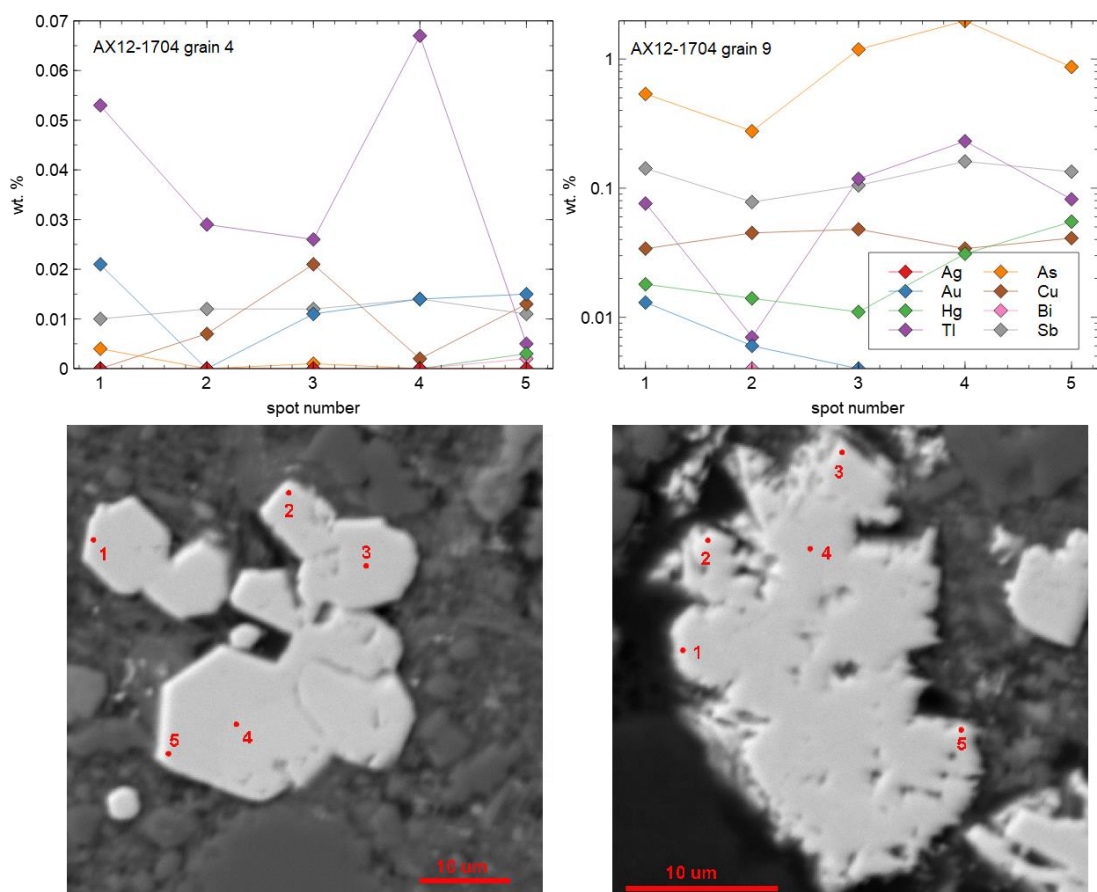 AX12-1704 grain 4
0.07
0.06
0.05
0.04
0.03
0.02
0.01
0
wt. %
1 2 3 4 5
spot number
AX12-1704 grain 9
1
0.1
0.01
wt. %
Ag As
Au Cu
Hg Bi
Tl Sb
1 2 3 4 5
spot number
2
1
3
5
4
10 um
3
2
4
1
5
10 um